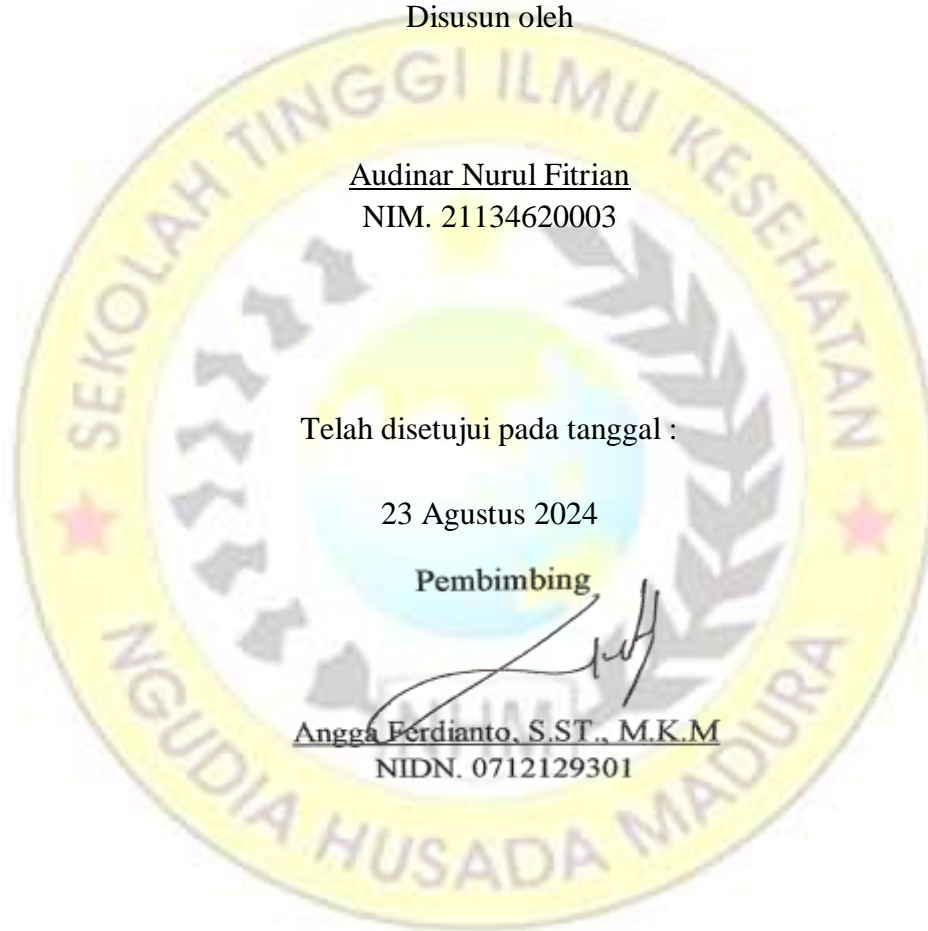 Disusun oleh
SEKOLAH TINGGI ILMU KESEHATAN
Audinar Nurul Fitrian
NIM. 21134620003
Telah disetujui pada tanggal :
23 Agustus 2024
Pembimbing
Angga Ferdianto, S.ST., M.K.M
NIDN. 0712129301
NGUDIA HUSADA MADURA